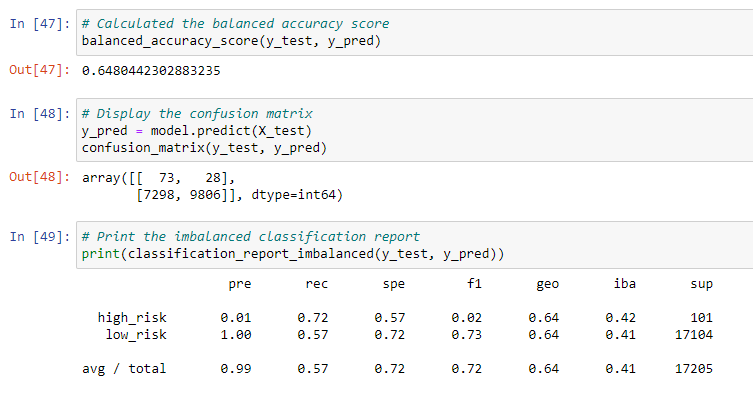 In [47]: # Calculated the balanced accuracy score
balanced_accuracy_score(y_test, y_pred)
Out[47]: 0.6480442302883235
In [48]: # Display the confusion matrix
y_pred = model.predict(X_test)
confusion_matrix(y_test, y_pred)
Out[48]: array([[  73,   28],
       [7298, 9806]], dtype=int64)
In [49]: # Print the imbalanced classification report
print(classification_report_imbalanced(y_test, y_pred))
pre rec spe f1 geo iba sup
high_risk 0.01 0.72 0.57 0.02 0.64 0.42 101
low_risk 1.00 0.57 0.72 0.73 0.64 0.41 17104
avg / total 0.99 0.57 0.72 0.72 0.64 0.41 17205